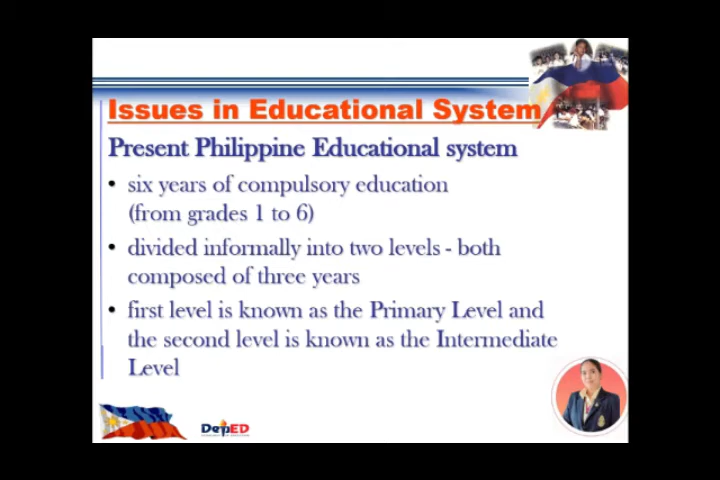 Issues in Educational System
Present Philippine Educational system
• six years of compulsory education
(from grades 1 to 6)
• divided informally into two levels - both
composed of three years
• first level is known as the Primary Level and
the second level is known as the Intermediate
Level
DepED